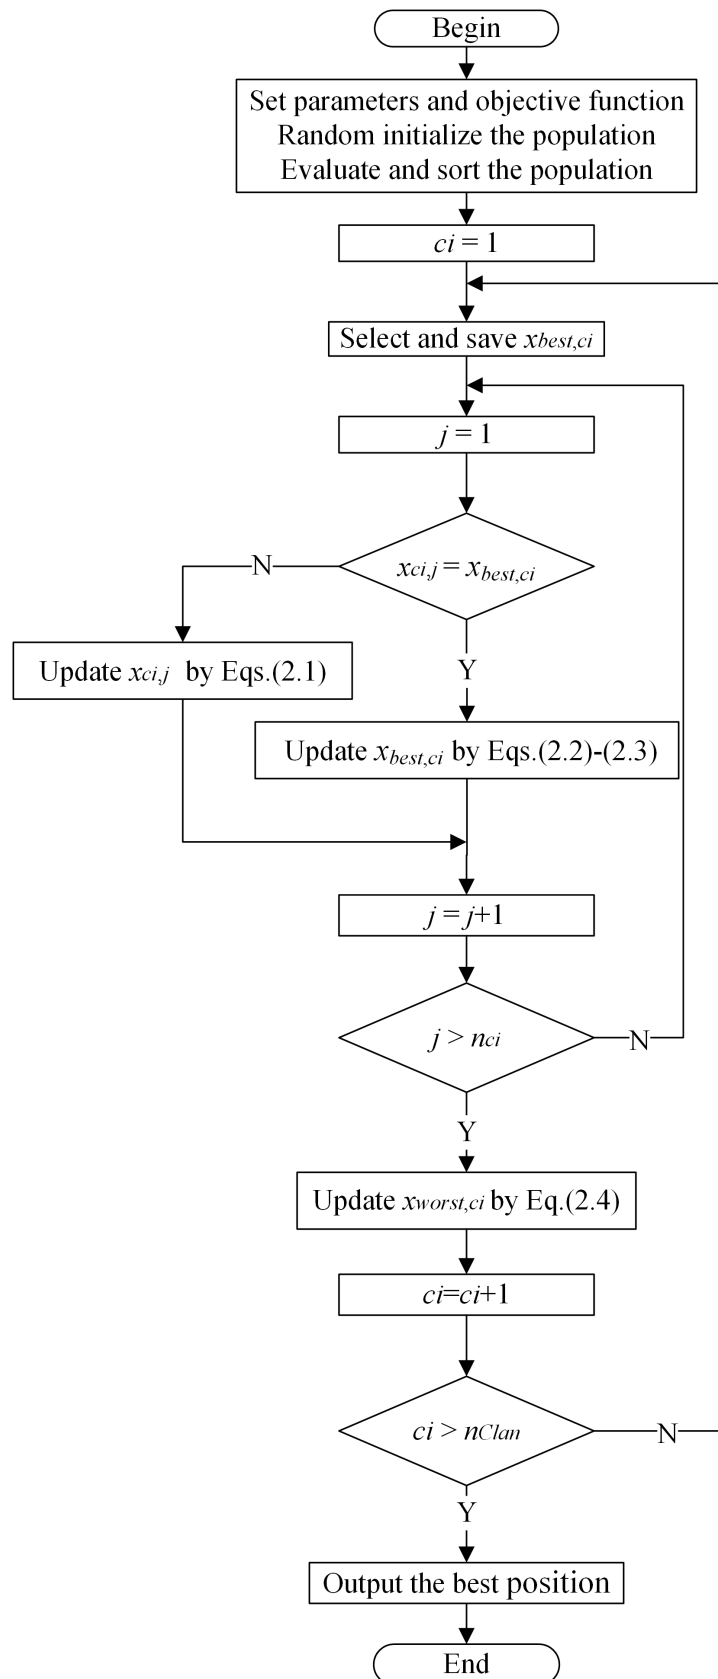 Begin
Set parameters and objective function
Random initialize the population
Evaluate and sort the population
ci = 1
Select and save xbest,ci
j = 1
xci,j = xbest,ci
N
Update xci,j by Eqs.(2.1)
Y
Update xbest,ci by Eqs.(2.2)-(2.3)
j = j+1
j > nci
N
Y
Update xworst,ci by Eq.(2.4)
ci=ci+1
ci > nClan
N
Y
Output the best position
End